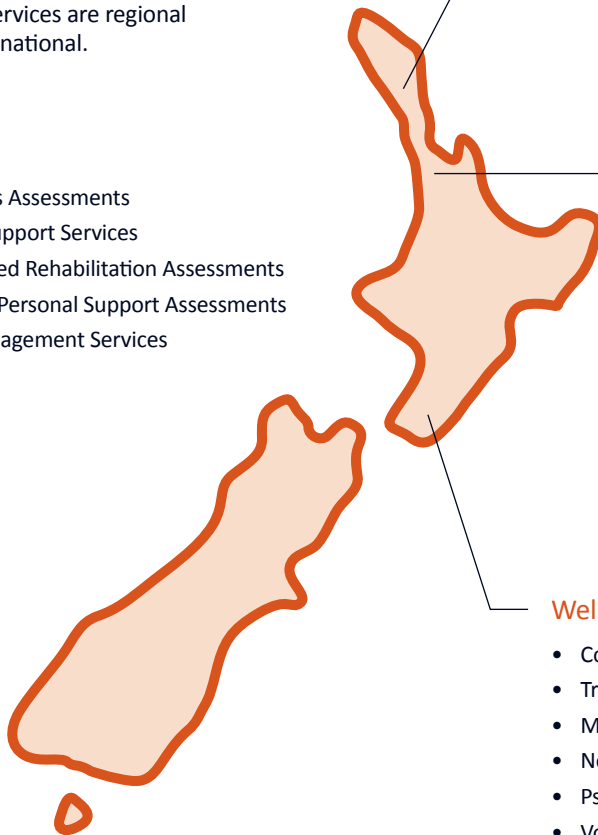 ervices are regional
national.
s Assessments
upport Services
ed Rehabilitation Assessments
Personal Support Assessments
agement Services
Wel
• Co
• Tr
• M
• Ne
• Ps